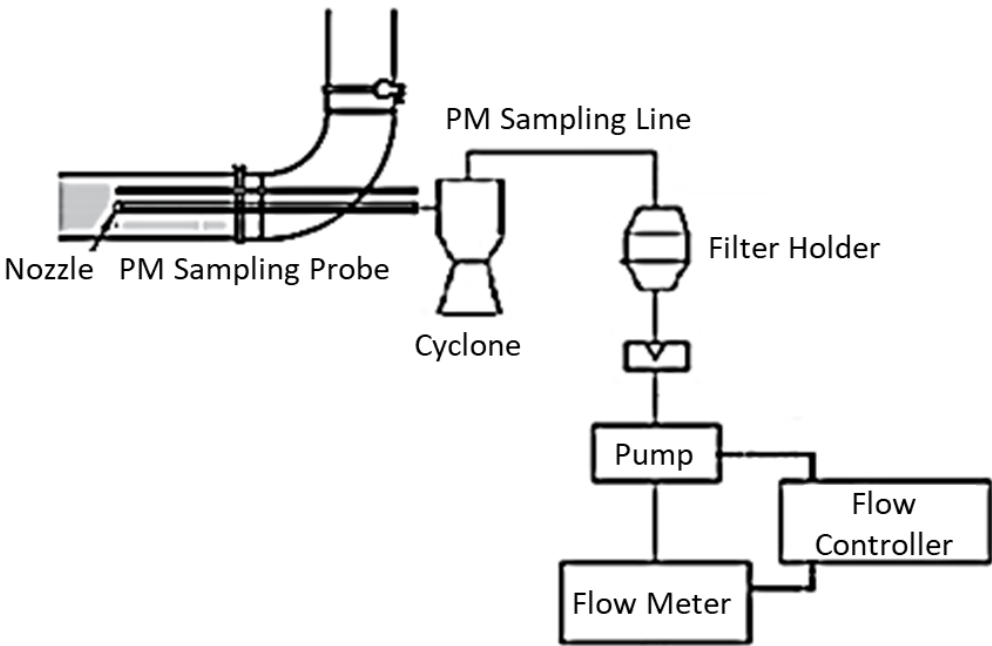 PM Sampling Line
Filter Holder
Nozzle
PM Sampling Probe
Cyclone
Pump
Flow
Controller
Flow Meter